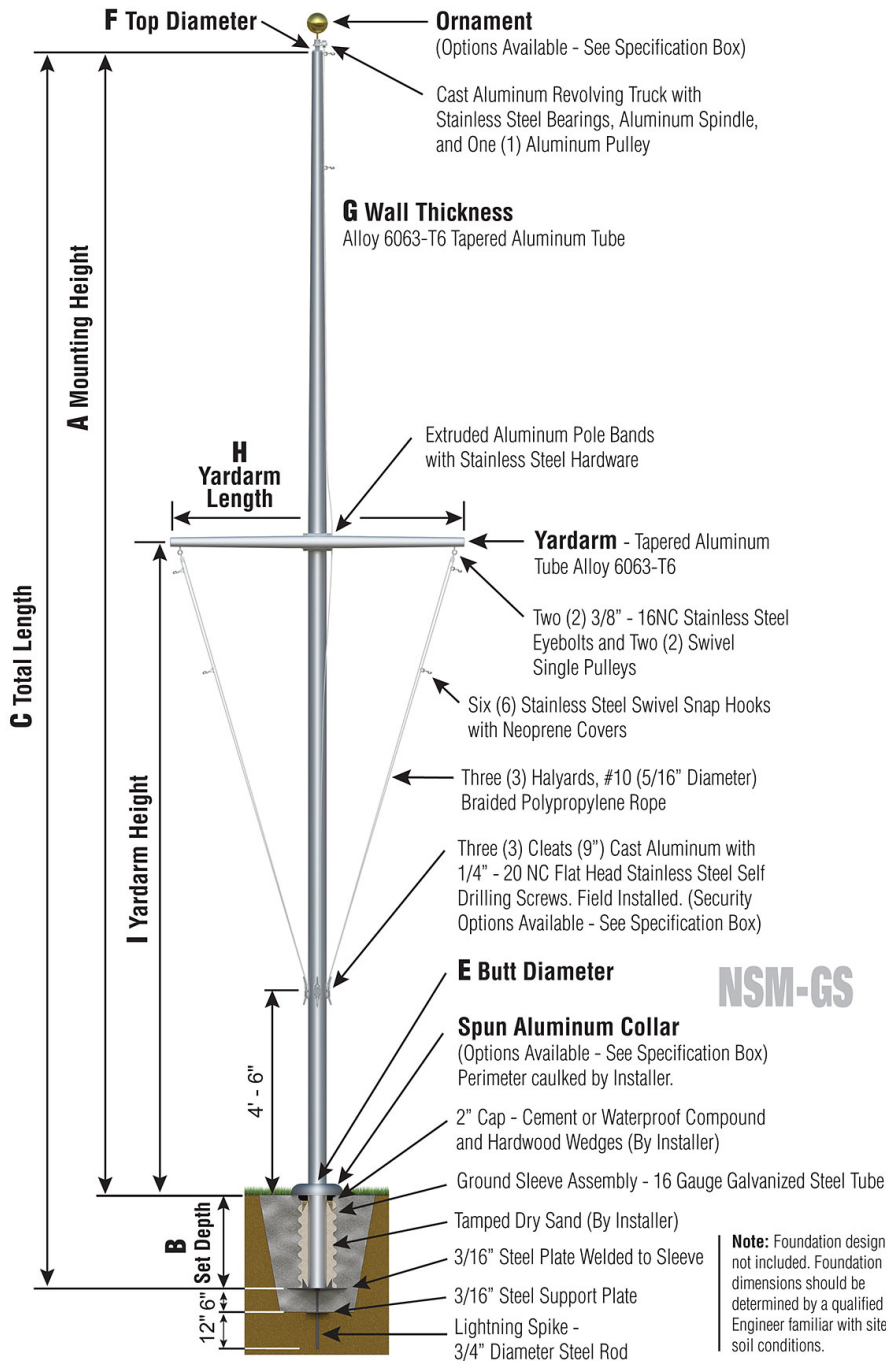 F Top Diameter
Ornament
(Options Available - See Specification Box)
Cast Aluminum Revolving Truck with
Stainless Steel Bearings, Aluminum Spindle,
and One (1) Aluminum Pulley
G Wall Thickness
Alloy 6063-T6 Tapered Aluminum Tube
A Mounting Height
Extruded Aluminum Pole Bands
with Stainless Steel Hardware
H
Yardarm
Length
Yardarm - Tapered Aluminum
Tube Alloy 6063-T6
C Total Length
Two (2) 3/8” - 16NC Stainless Steel
Eyebolts and Two (2) Swivel
Single Pulleys
Six (6) Stainless Steel Swivel Snap Hooks
with Neoprene Covers
Three (3) Halyards, #10 (5/16” Diameter)
Braided Polypropylene Rope
I Yardarm Height
Three (3) Cleats (9”) Cast Aluminum with
1/4” - 20 NC Flat Head Stainless Steel Self
Drilling Screws. Field Installed. (Security
Options Available - See Specification Box)
E Butt Diameter
NSM-GS
Spun Aluminum Collar
(Options Available - See Specification Box)
Perimeter caulked by Installer.
4' - 6"
2” Cap - Cement or Waterproof Compound
and Hardwood Wedges (By Installer)
Ground Sleeve Assembly - 16 Gauge Galvanized Steel Tube
Tamped Dry Sand (By Installer)
B
Set Depth
3/16” Steel Plate Welded to Sleeve
3/16” Steel Support Plate
6"
12"
Lightning Spike -
3/4” Diameter Steel Rod
Note: Foundation design
not included. Foundation
dimensions should be
determined by a qualified
Engineer familiar with site
soil conditions.